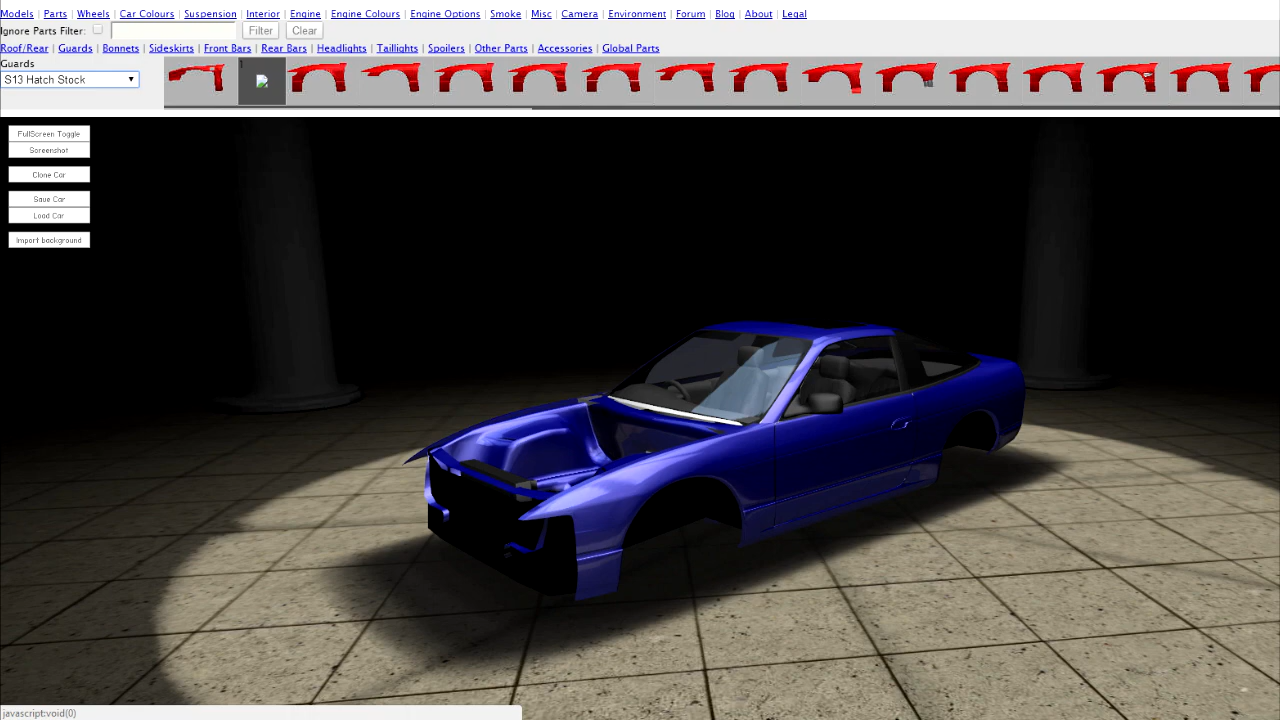 Models | Parts | Wheels | Car Colours | Suspension | Interior | Engine | Engine Colours | Engine Options | Smoke | Misc | Camera | Environment | Forum | Blog | About | Legal
Ignore Parts Filter: Filter Clear
Roof/Rear | Guards | Bonnets | Sideskirts | Front Bars | Rear Bars | Headlights | Taillights | Spoilers | Other Parts | Accessories | Global Parts
Guards
S13 Hatch Stock
1
FullScreen Toggle
Screenshot
Clone Car
Save Car
Load Car
Import background
javascript:void(0)